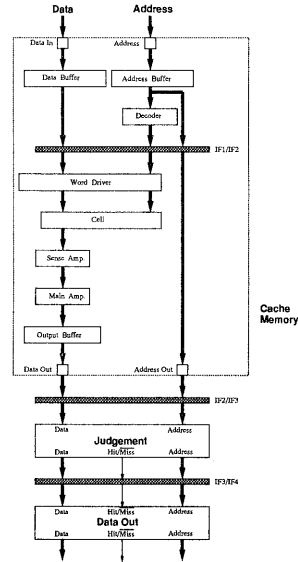 Data Address
Data In Address
Data Buffer Address Buffer
Decoder
IF1/IF2
Word Driver
Cell
Sense Amp.
Main Amp.
Cache
Memory
Output Buffer
Data Out Address Out
IF2/IF3
Data Address
Judgement
Data Hit/Miss Address
IF3/IF4
Data Hit/Miss Address
Data Out
Data Hit/Miss Address